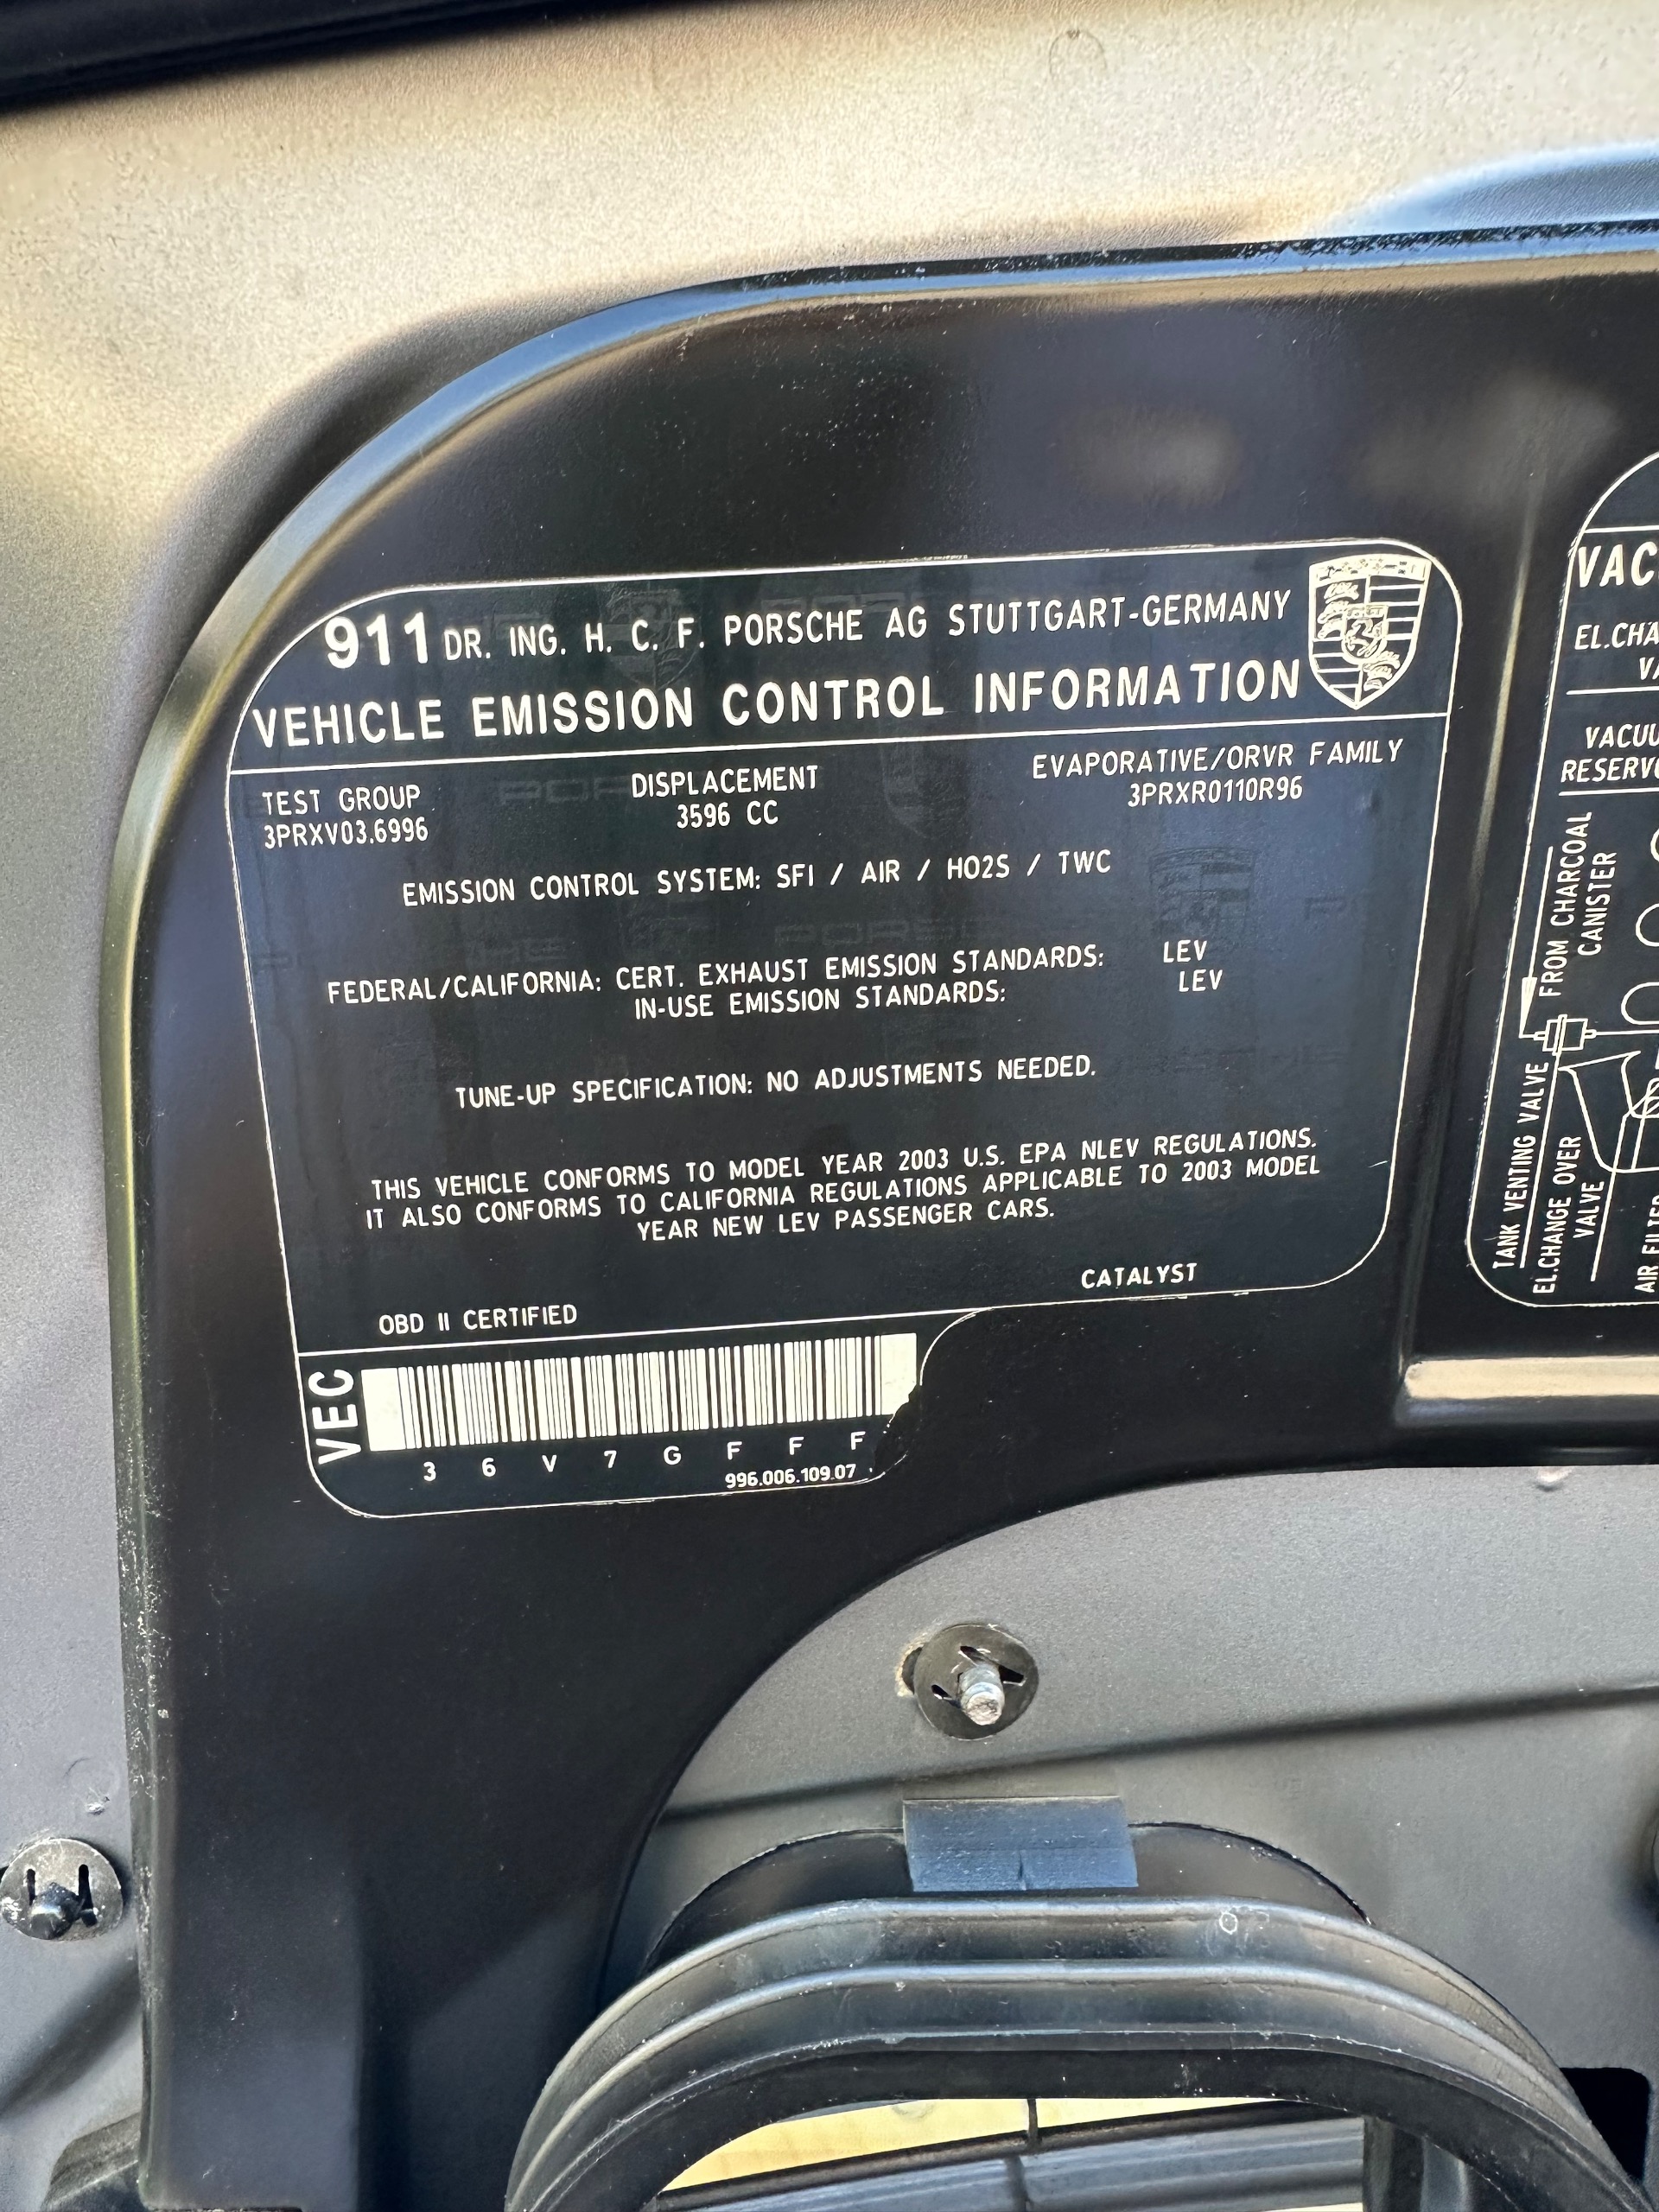 911 DR. ING. H. C. F. PORSCHE AG STUTTGART-GERMANY
VEHICLE EMISSION CONTROL INFORMATION
TEST GROUP
3PRXV03.6996
DISPLACEMENT
3596 CC
EVAPORATIVE/ORVR FAMILY
3PRXR0110R96
EMISSION CONTROL SYSTEM: SFI / AIR / HO2S / TWC
FEDERAL/CALIFORNIA: CERT. EXHAUST EMISSION STANDARDS: LEV
IN-USE EMISSION STANDARDS: LEV
TUNE-UP SPECIFICATION: NO ADJUSTMENTS NEEDED.
THIS VEHICLE CONFORMS TO MODEL YEAR 2003 U.S. EPA NLEV REGULATIONS.
IT ALSO CONFORMS TO CALIFORNIA REGULATIONS APPLICABLE TO 2003 MODEL
YEAR NEW LEV PASSENGER CARS.
OBD II CERTIFIED
CATALYST
VEC
3 6 V 7 G F F F
996.006.109.07
EL.CHA
VACUU
RESERVO
FROM CHARCOAL
CANISTER
TANK VENTING VALVE
EL.CHANGE OVER
VALVE
AIR FILTER